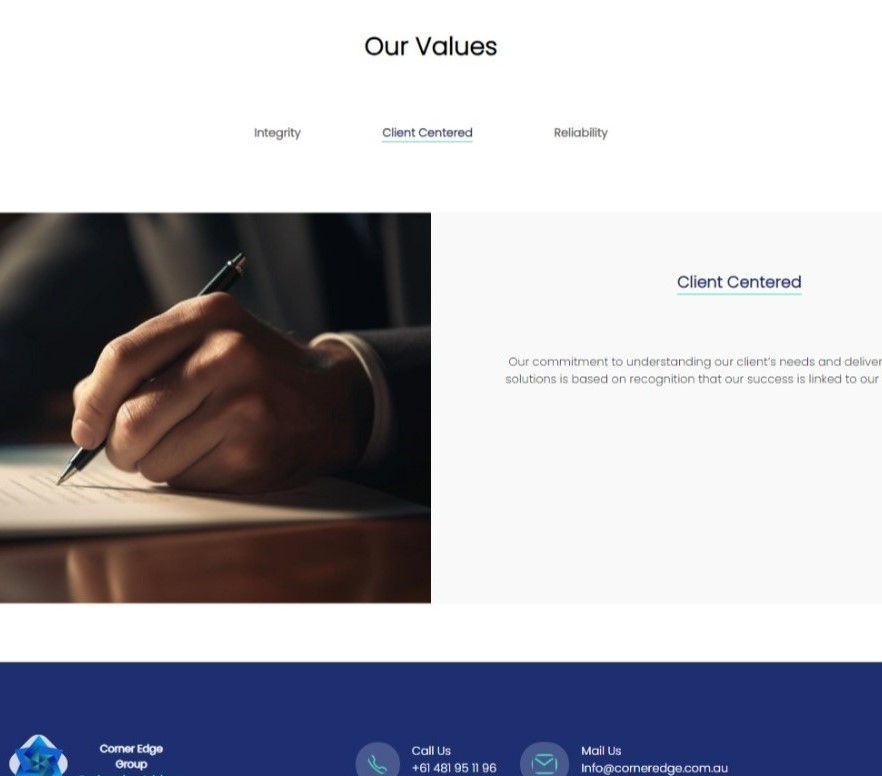 Our Values
Integrity Client Centered Reliability
Client Centered
Our commitment to understanding our client's needs and deliver
solutions is based on recognition that our success is linked to our
Corner Edge
Group
Call Us
+61 481 95 11 96
Mail Us
Info@corneredge.com.au